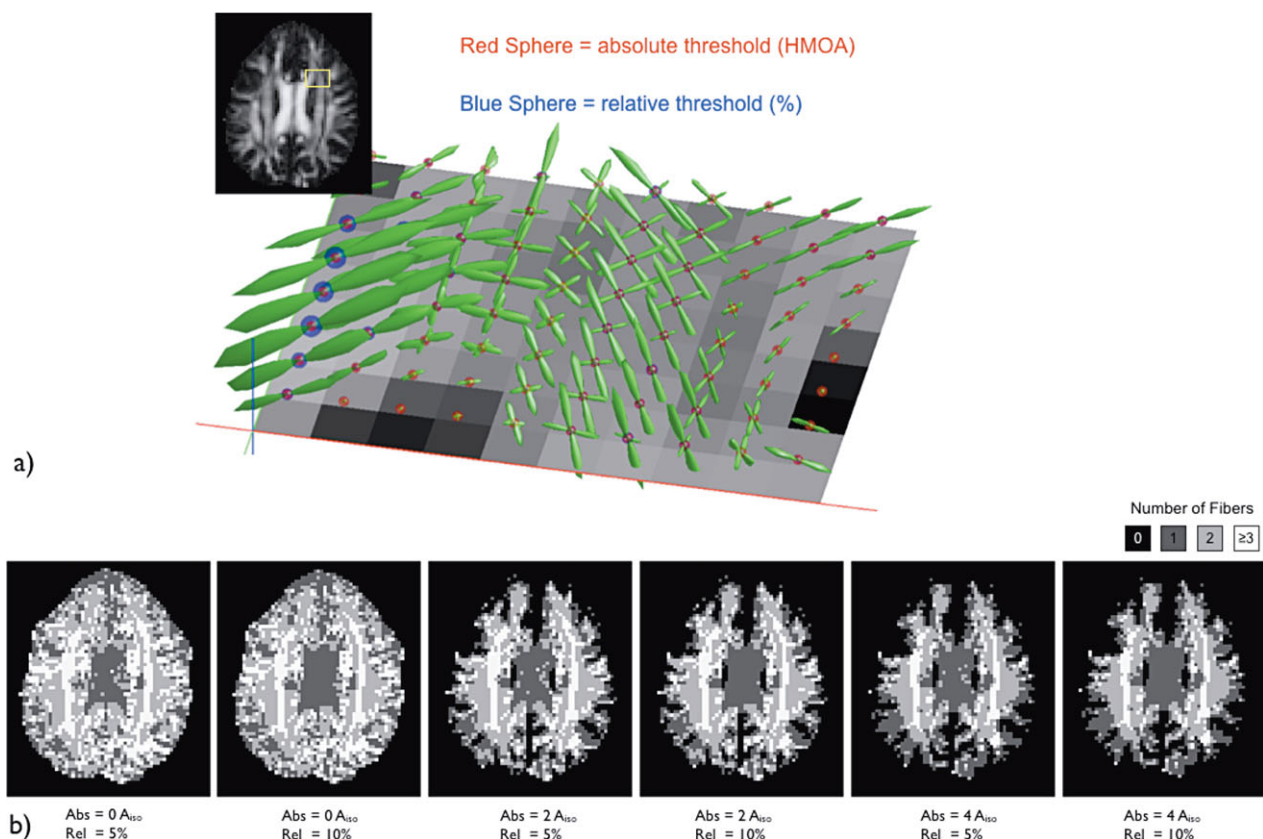 Red Sphere = absolute threshold (HMOA)
Blue Sphere = relative threshold (%)
a)
Number of Fibers
0 1 2 ≥3
b)
Abs = 0 Aiso
Rel = 5%
Abs = 0 Aiso
Rel = 10%
Abs = 2 Aiso
Rel = 5%
Abs = 2 Aiso
Rel = 10%
Abs = 4 Aiso
Rel = 5%
Abs = 4 Aiso
Rel = 10%